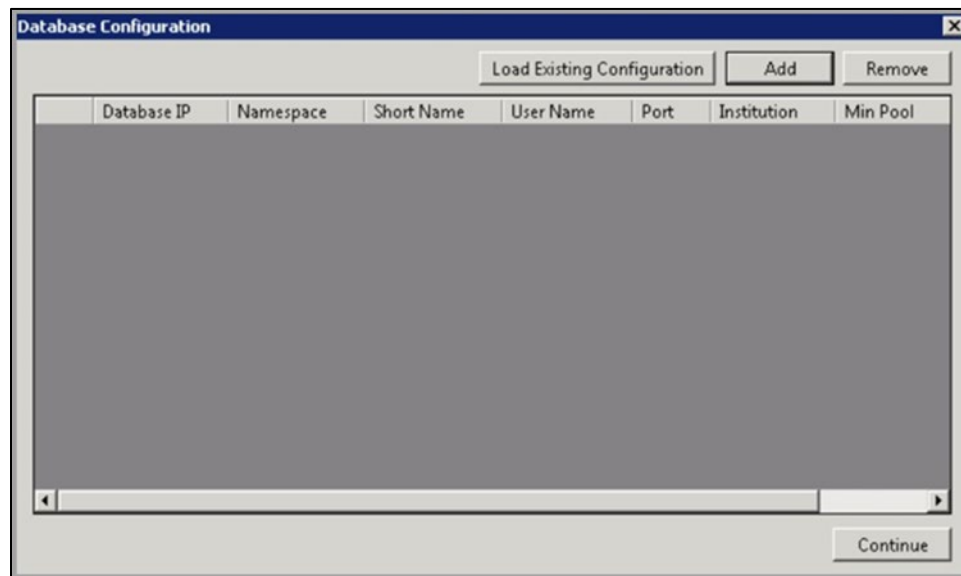 Database Configuration
Load Existing Configuration Add Remove
Database IP Namespace Short Name User Name Port Institution Min Pool
Continue